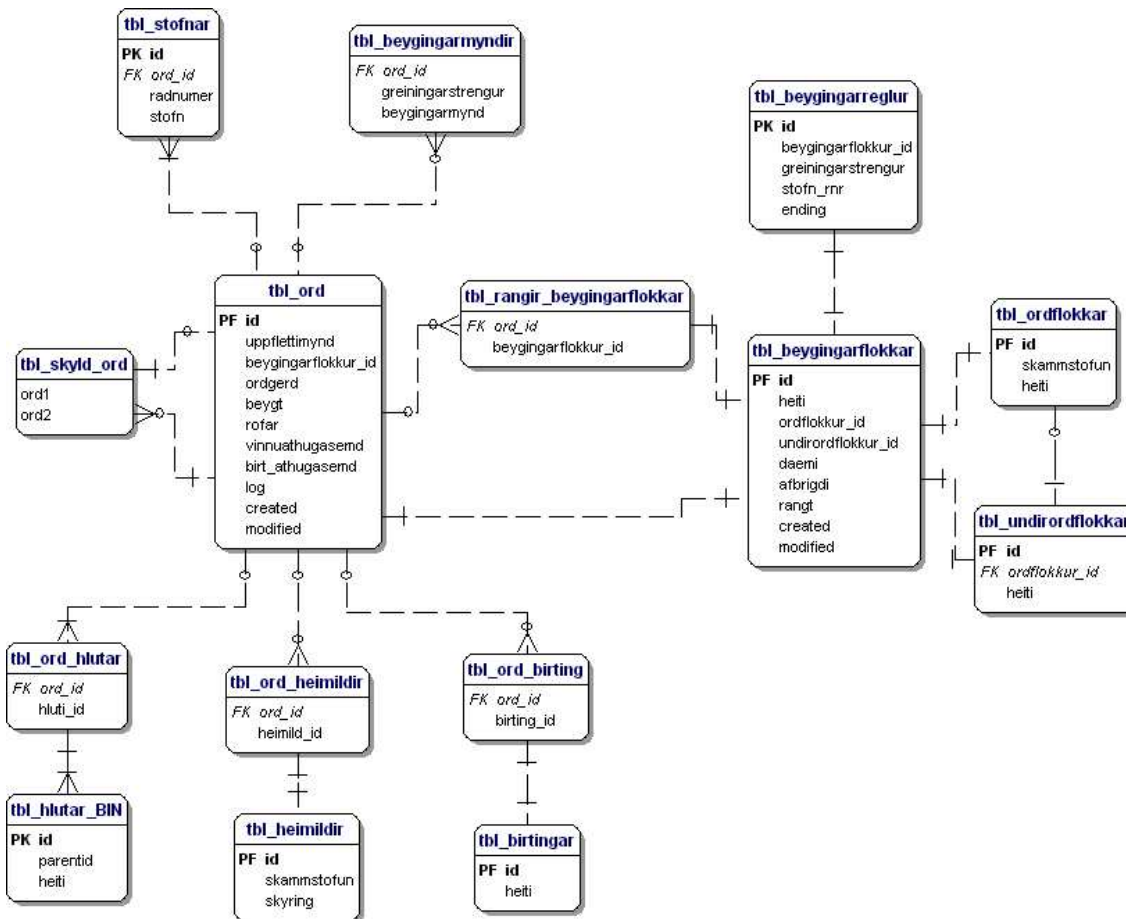 tbl_stofnar
PK id
FK ord_id
radnumer
stofn
tbl_beygingarmyndir
FK ord_id
greiningarstrengur
beygingarmynd
tbl_beygingarreglur
PK id
beygingarflokkur_id
greiningarstrengur
stofn_rnr
ending
tbl_ord
PF id
uppflettimynd
beygingarflokkur_id
ordgerd
beygt
rofar
vinnuathugasemd
birt_athugasemd
log
created
modified
tbl_rangir_beygingarflokkar
FK ord_id
beygingarflokkur_id
tbl_skyld_ord
ord1
ord2
tbl_beygingarflokkar
PF id
heiti
ordflokkur_id
undirordflokkur_id
daemi
afbrigdi
rangt
created
modified
tbl_ordflokkar
PF id
skammstofun
heiti
tbl_undirordflokkar
PF id
FK ordflokkur_id
heiti
tbl_ord_hlutar
FK ord_id
hluti_id
tbl_ord_heimildir
FK ord_id
heimild_id
tbl_ord_birting
FK ord_id
birting_id
tbl_hlutar_BIN
PK id
parentid
heiti
tbl_heimildir
PF id
skammstofun
skyring
tbl_birtingar
PF id
heiti